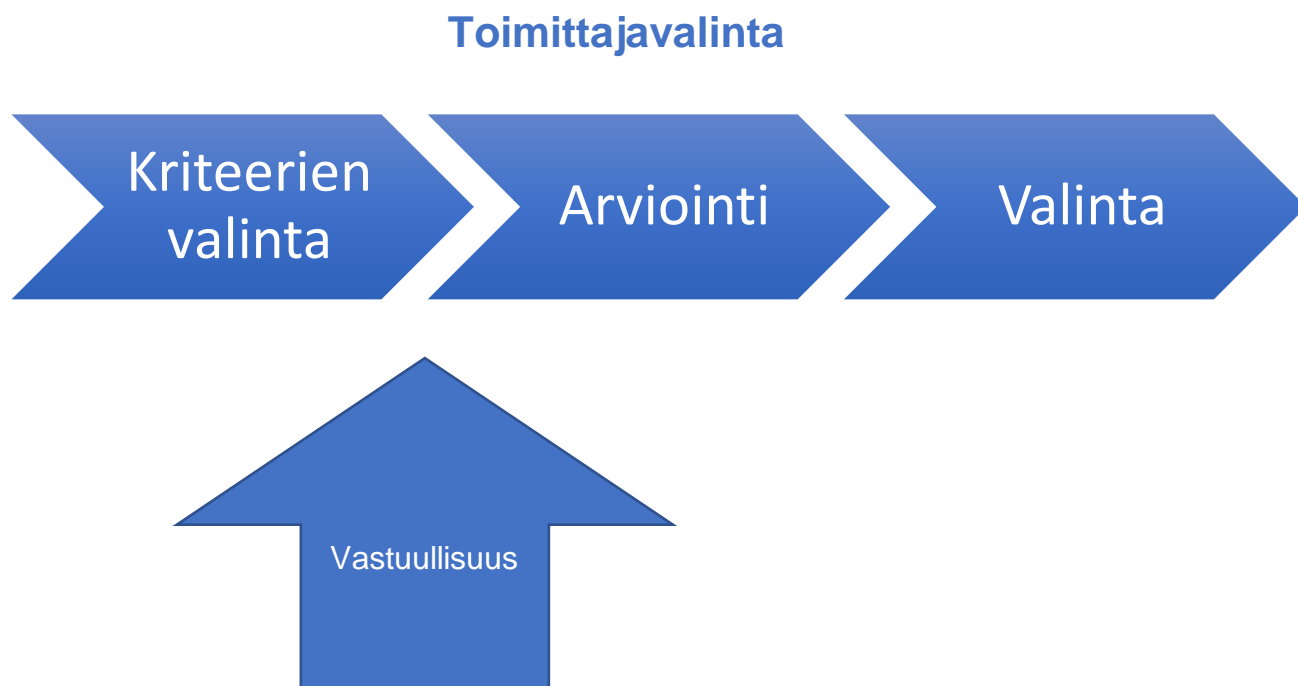 Toimittajavalinta
Kriteerien
valinta
Arviointi
Valinta
Vastuullisuus